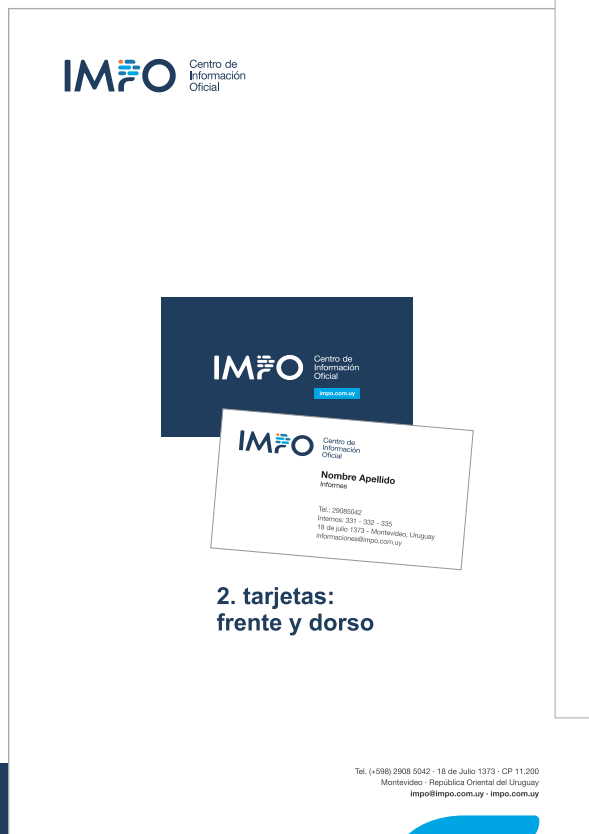 IMPO Centro de
Información
Oficial
IMPO Centro de
Información
Oficial
impo.com.uy
IMPO Centro de
Información
Oficial
Nombre Apellido
Informes
Tel.: 29085042
Internos: 331 - 332 - 335
18 de julio 1373 - Montevideo, Uruguay
informaciones@impo.com.uy
2. tarjetas:
frente y dorso
Tel. (+598) 2908 5042 · 18 de Julio 1373 · CP 11.200
Montevideo · República Oriental del Uruguay
impo@impo.com.uy · impo.com.uy